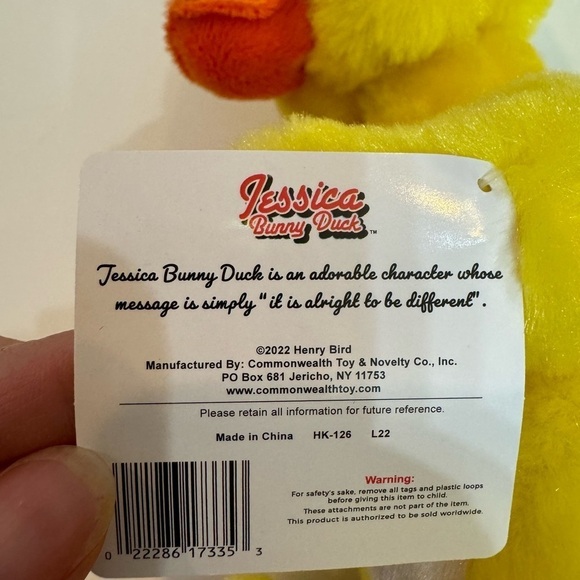 Jessica
Bunny Duck™
Jessica Bunny Duck is an adorable character whose
message is simply "it is alright to be different".
©2022 Henry Bird
Manufactured By: Commonwealth Toy & Novelty Co., Inc.
PO Box 681 Jericho, NY 11753
www.commonwealthtoy.com
Please retain all information for future reference.
Made in China HK-126 L22
Warning:
For safety's sake, remove all tags and plastic loops
before giving this item to child.
These attachments are not part of the item.
This product is authorized to be sold worldwide.
0 22286 17335 3